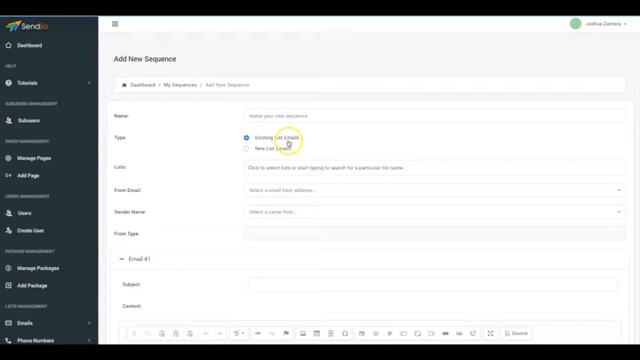 Sendiio
Joshua Zamora
Dashboard
Add New Sequence
HELP
Tutorials
Dashboard / My Sequences / Add New Sequence
SUBUSERS MANAGEMENT
Subusers
Name:
Name your new sequence
PAGES MANAGEMENT
Type:
Existing List Emails
New List Emails
Manage Pages
Lists:
Click to select lists or start typing to search for a particular list name..
Add Page
From Email:
Select a email from address..
USERS MANAGEMENT
Users
Sender Name:
Select a name from..
Create User
From Type:
PACKAGE MANAGEMENT
Email #1
Manage Packages
Add Package
Subject:
LISTS MANAGEMENT
Content:
Emails
Source
Phone Numbers